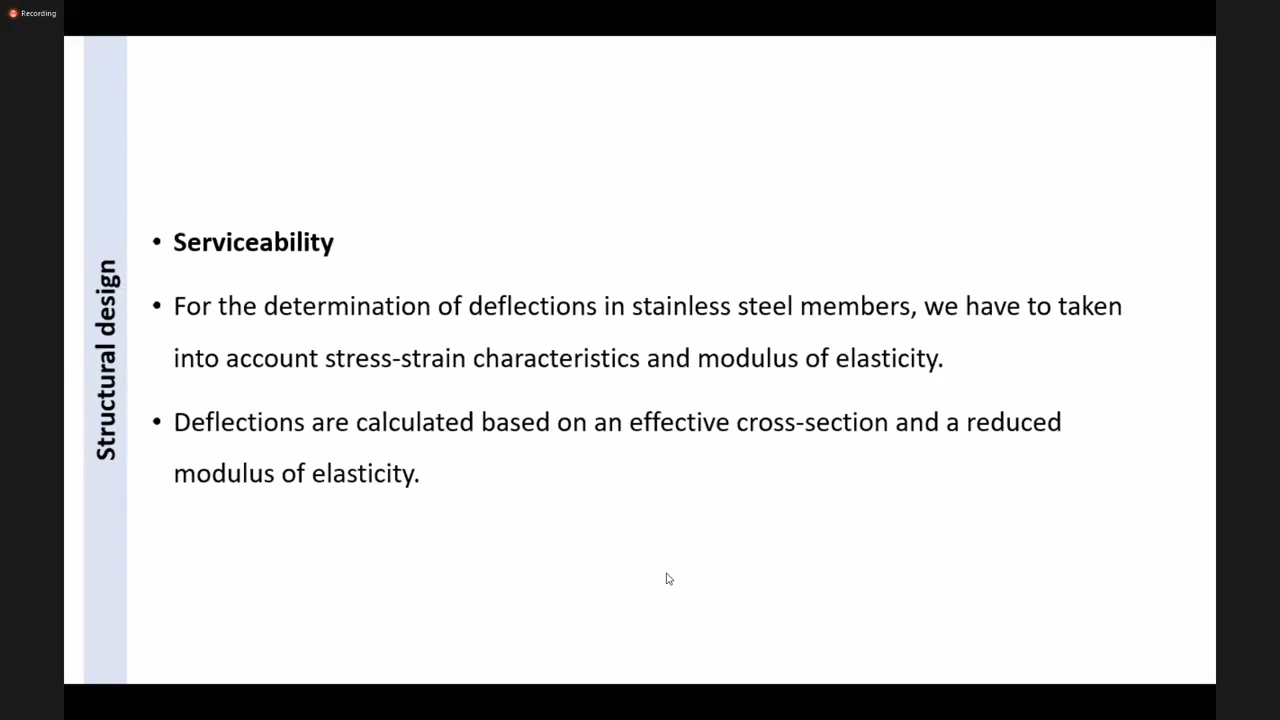 Recording
Structural design
• Serviceability
• For the determination of deflections in stainless steel members, we have to taken
into account stress-strain characteristics and modulus of elasticity.
• Deflections are calculated based on an effective cross-section and a reduced
modulus of elasticity.